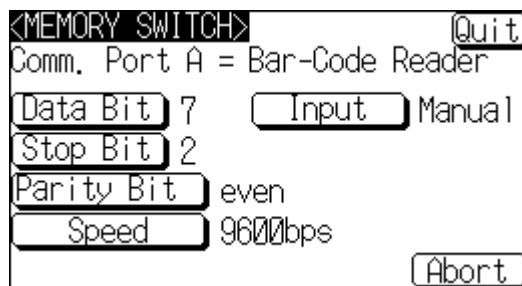 <MEMORY SWITCH> Quit
Comm. Port A = Bar-Code Reader
Data Bit 7 Input Manual
Stop Bit 2
Parity Bit even
Speed 9600bps
Abort